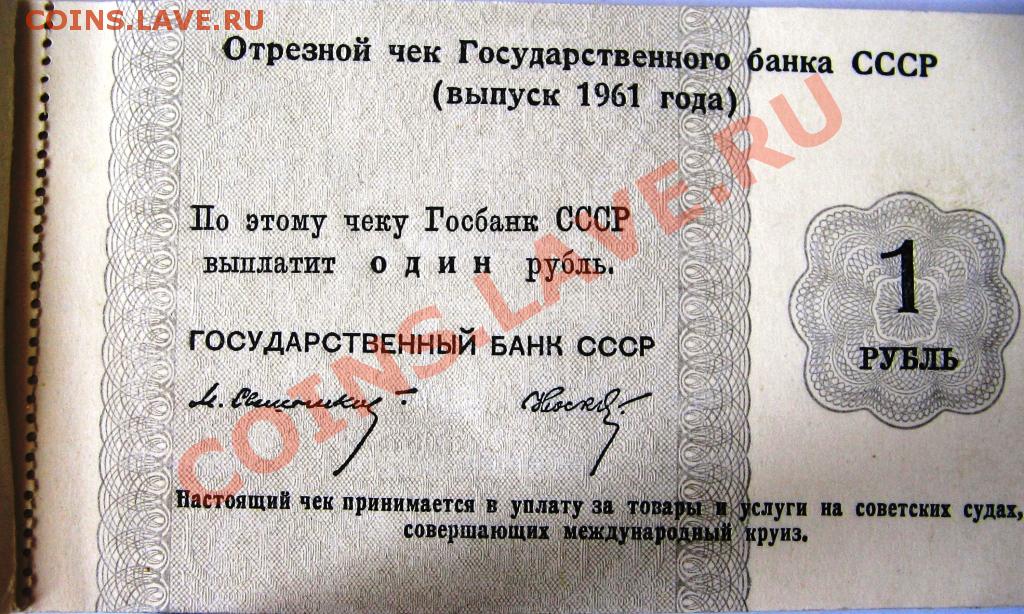 COINS.LAVE.RU
Отрезной чек Государственного банка СССР
(выпуск 1961 года)
По этому чеку Госбанк СССР
выплатит один рубль.
1
РУБЛЬ
ГОСУДАРСТВЕННЫЙ БАНК СССР
Настоящий чек принимается в уплату за товары и услуги на советских судах,
совершающих международный круиз.
COINS.LAVE.RU